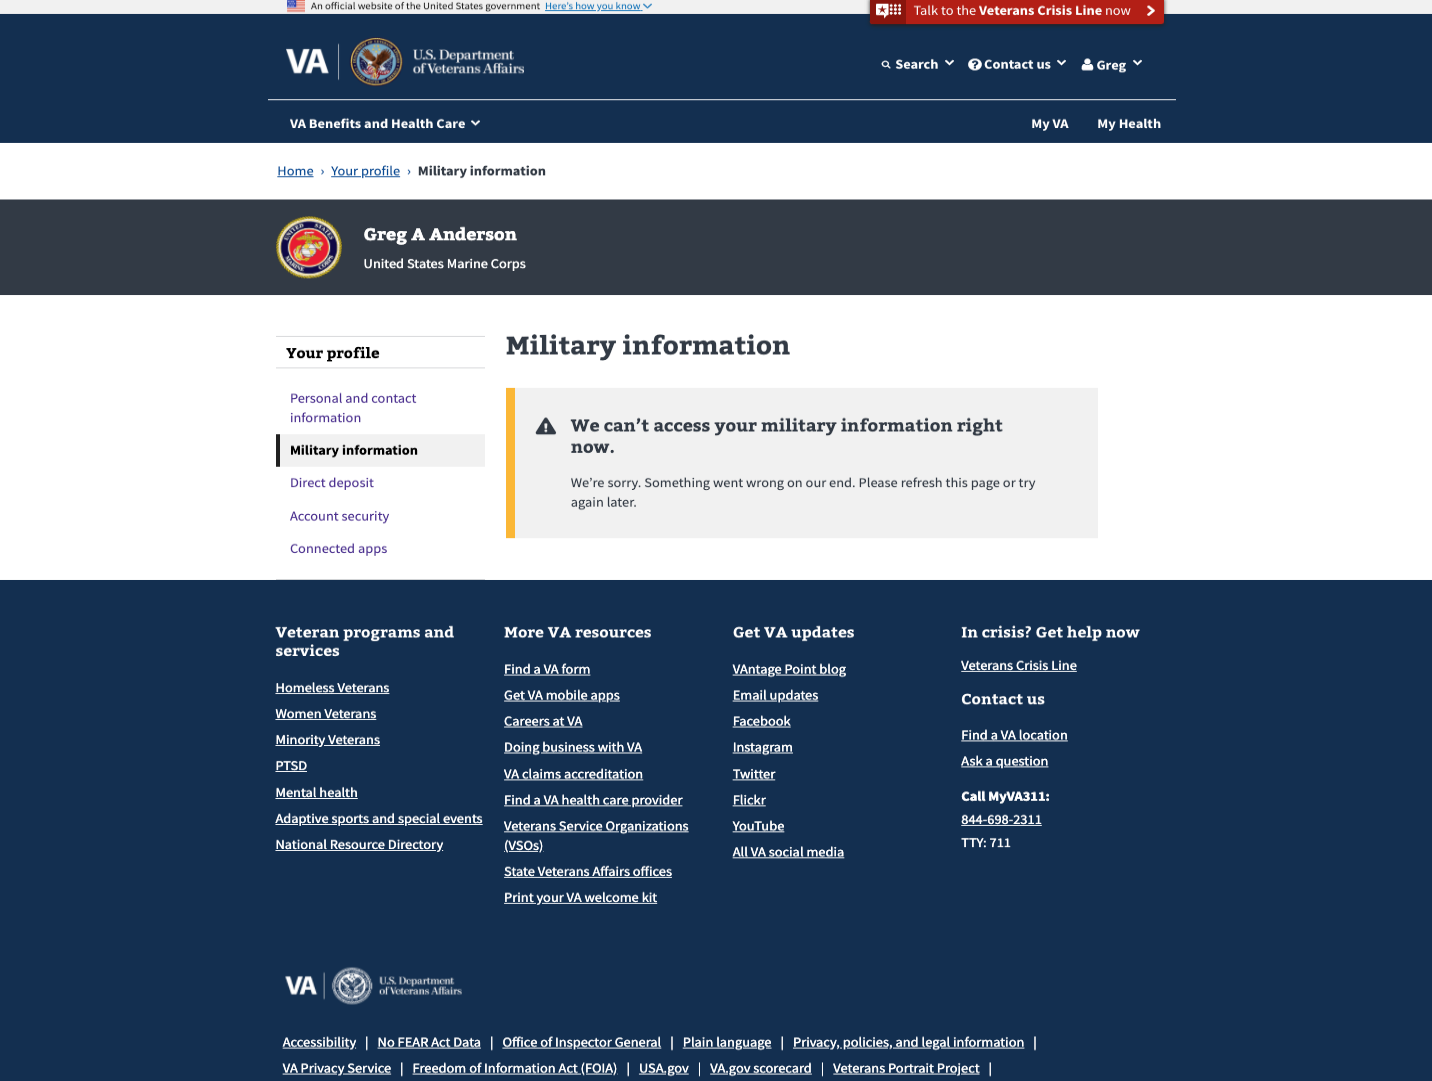 An official website of the United States government Here's how you know
Talk to the Veterans Crisis Line now
VA U.S. Department
of Veterans Affairs
Search Contact us Greg
VA Benefits and Health Care My VA My Health
Home › Your profile › Military information
Greg A Anderson
United States Marine Corps
Your profile
Personal and contact
information
Military information
Direct deposit
Account security
Connected apps
Military information
We can't access your military information right
now.
We're sorry. Something went wrong on our end. Please refresh this page or try
again later.
Veteran programs and
services
Homeless Veterans
Women Veterans
Minority Veterans
PTSD
Mental health
Adaptive sports and special events
National Resource Directory
More VA resources
Find a VA form
Get VA mobile apps
Careers at VA
Doing business with VA
VA claims accreditation
Find a VA health care provider
Veterans Service Organizations
(VSOs)
State Veterans Affairs offices
Print your VA welcome kit
Get VA updates
VAntage Point blog
Email updates
Facebook
Instagram
Twitter
Flickr
YouTube
All VA social media
In crisis? Get help now
Veterans Crisis Line
Contact us
Find a VA location
Ask a question
Call MyVA311:
844-698-2311
TTY: 711
VA U.S. Department
of Veterans Affairs
Accessibility | No FEAR Act Data | Office of Inspector General | Plain language | Privacy, policies, and legal information |
VA Privacy Service | Freedom of Information Act (FOIA) | USA.gov | VA.gov scorecard | Veterans Portrait Project |